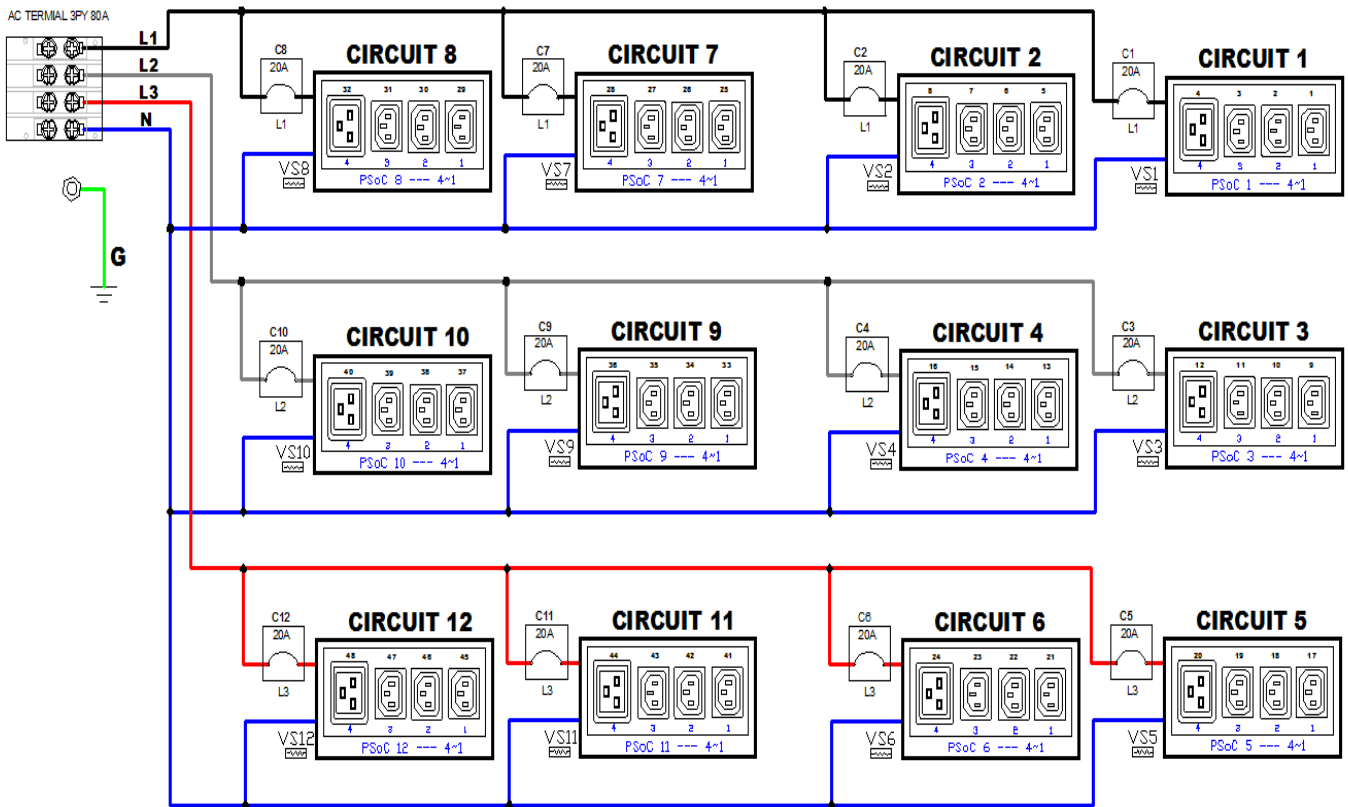 AC TERMIAL 3PY 80A
L1
L2
L3
N
G
C8
20A
L1
CIRCUIT 8
32 31 30 29
4 3 2 1
PSoC 8 --- 4~1
VS8
C7
20A
L1
CIRCUIT 7
28 27 26 25
4 3 2 1
PSoC 7 --- 4~1
VS7
C2
20A
L1
CIRCUIT 2
8 7 6 5
4 3 2 1
PSoC 2 --- 4~1
VS2
C1
20A
L1
CIRCUIT 1
4 3 2 1
4 3 2 1
PSoC 1 --- 4~1
VS1
C10
20A
L2
CIRCUIT 10
40 39 38 37
4 3 2 1
PSoC 10 --- 4~1
VS10
C9
20A
L2
CIRCUIT 9
36 35 34 33
4 3 2 1
PSoC 9 --- 4~1
VS9
C4
20A
L2
CIRCUIT 4
16 15 14 13
4 3 2 1
PSoC 4 --- 4~1
VS4
C3
20A
L2
CIRCUIT 3
12 11 10 9
4 3 2 1
PSoC 3 --- 4~1
VS3
C12
20A
L3
CIRCUIT 12
48 47 46 45
4 3 2 1
PSoC 12 --- 4~1
VS12
C11
20A
L3
CIRCUIT 11
44 43 42 41
4 3 2 1
PSoC 11 --- 4~1
VS11
C6
20A
L3
CIRCUIT 6
24 23 22 21
4 3 2 1
PSoC 6 --- 4~1
VS6
C5
20A
L3
CIRCUIT 5
20 19 18 17
4 3 2 1
PSoC 5 --- 4~1
VS5